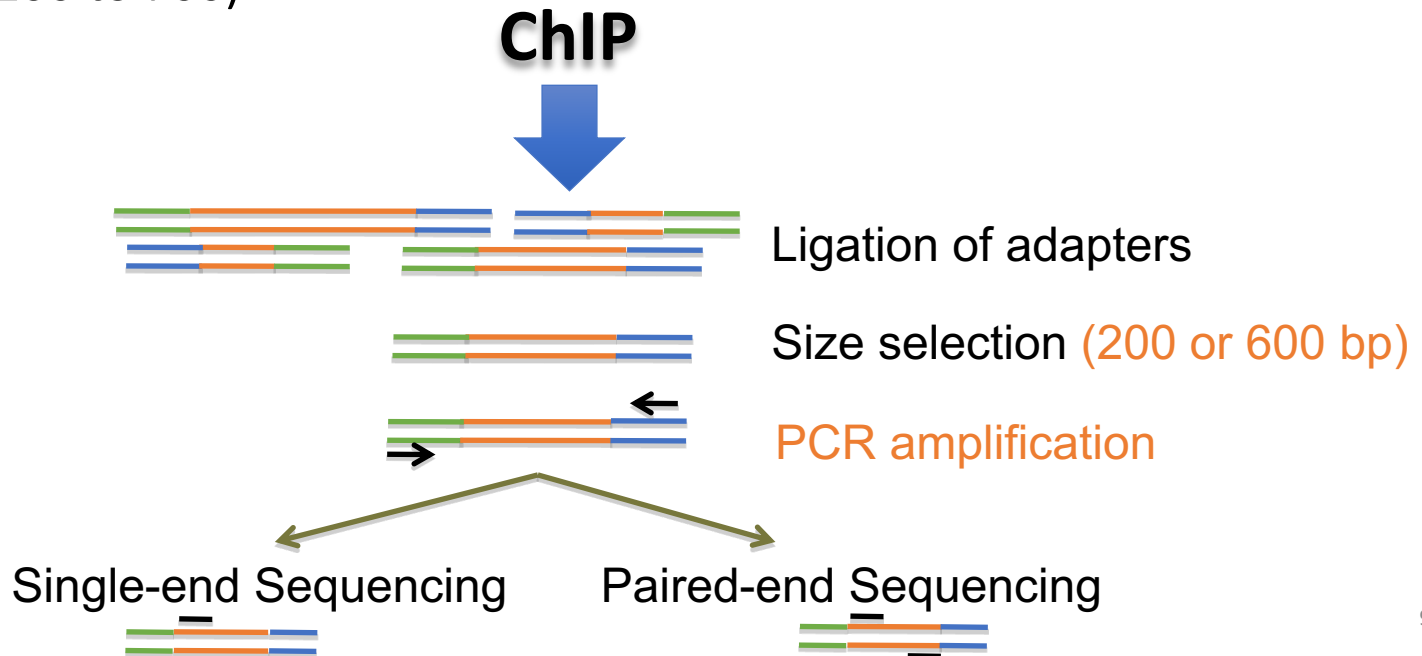 ChIP
Ligation of adapters
Size selection (200 or 600 bp)
PCR amplification
Single-end Sequencing
Paired-end Sequencing